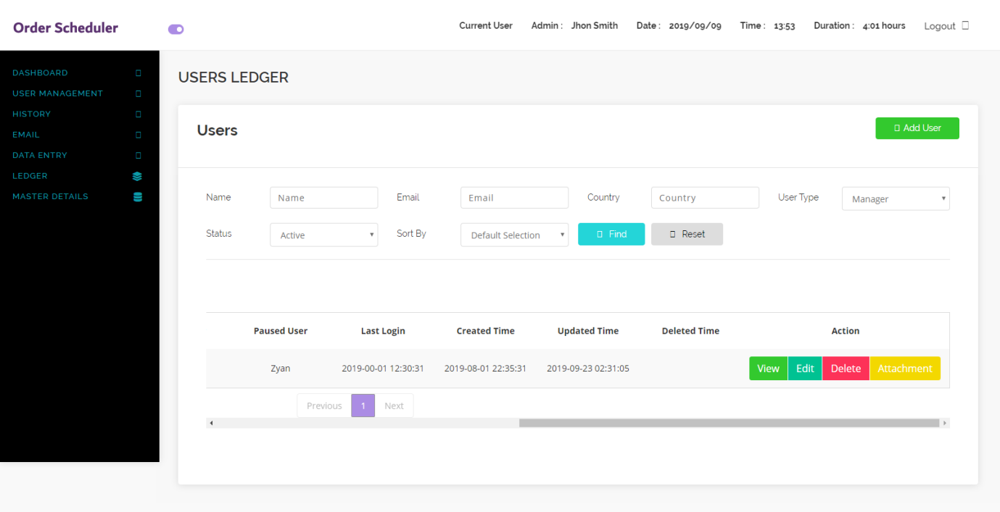 Order Scheduler
Current User Admin : Jhon Smith Date : 2019/09/09 Time : 13:53 Duration : 4:01 hours Logout
DASHBOARD
USER MANAGEMENT
HISTORY
EMAIL
DATA ENTRY
LEDGER
MASTER DETAILS
USERS LEDGER
Users
Add User
Name Name Email Email Country Country User Type Manager
Status Active Sort By Default Selection Find Reset
Paused User Last Login Created Time Updated Time Deleted Time Action
Zyan 2019-00-01 12:30:31 2019-08-01 22:35:31 2019-09-23 02:31:05 View Edit Delete Attachment
Previous 1 Next